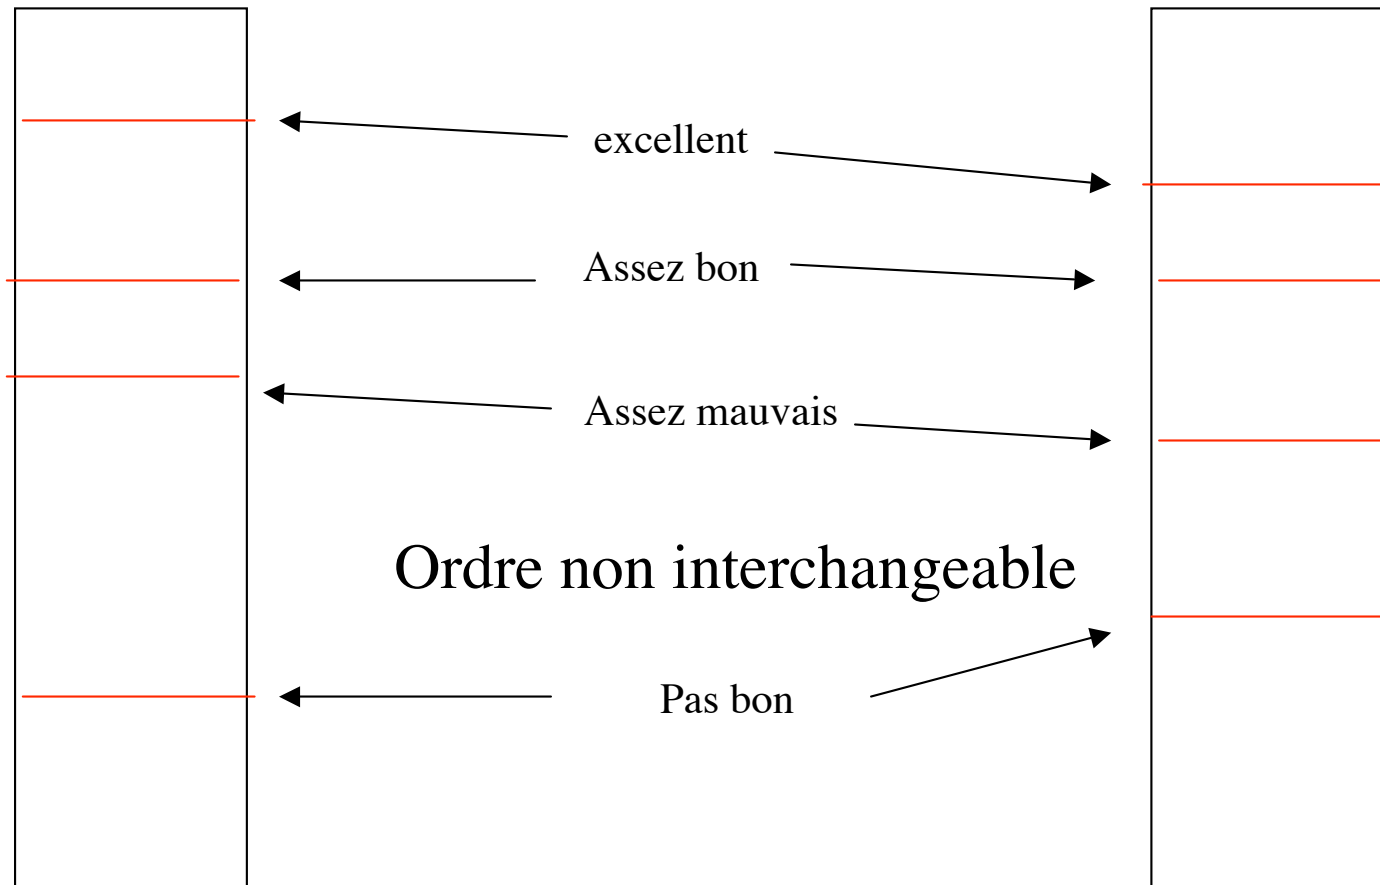 excellent
Assez bon
Assez mauvais
Ordre non interchangeable
Pas bon